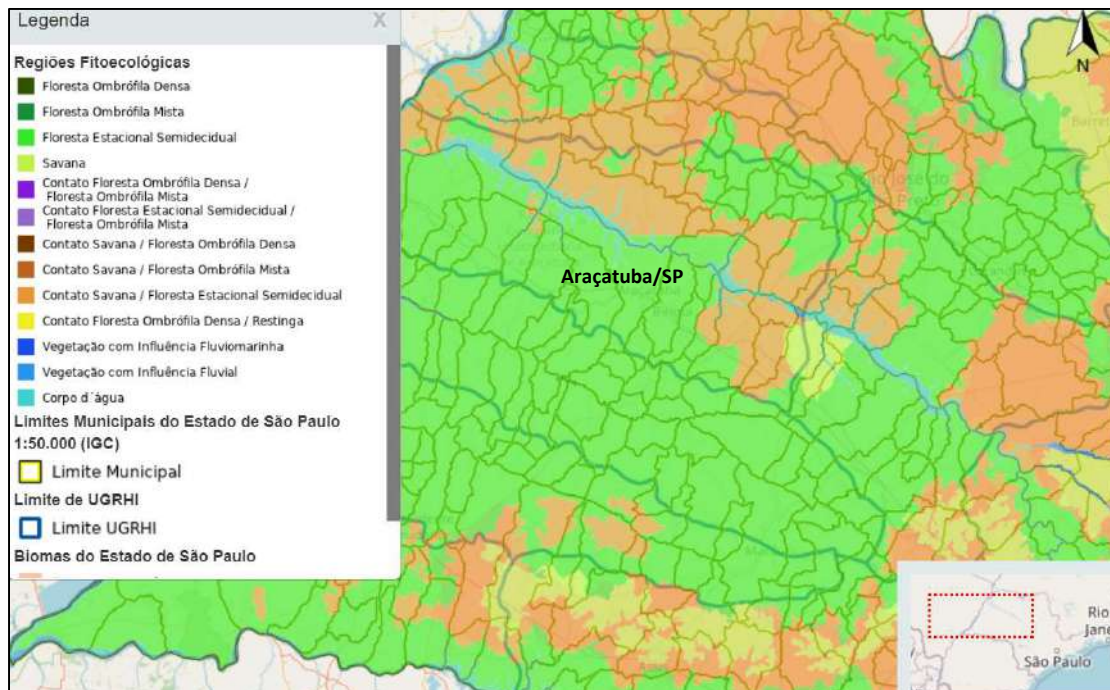 Legenda X
Regiões Fitoecológicas
Floresta Ombrófila Densa
Floresta Ombrófila Mista
Floresta Estacional Semidecidual
Savana
Contato Floresta Ombrófila Densa /
Floresta Ombrófila Mista
Contato Floresta Estacional Semidecidual /
Floresta Ombrófila Mista
Contato Savana / Floresta Ombrófila Densa
Contato Savana / Floresta Ombrófila Mista
Contato Savana / Floresta Estacional Semidecidual
Contato Floresta Ombrófila Densa / Restinga
Vegetação com Influência Fluviomarinha
Vegetação com Influência Fluvial
Corpo d´água
Limites Municipais do Estado de São Paulo
1:50.000 (IGC)
Limite Municipal
Limite de UGRHI
Limite UGRHI
Biomas do Estado de São Paulo
N
Araçatuba/SP
Rio
Jane
São Paulo